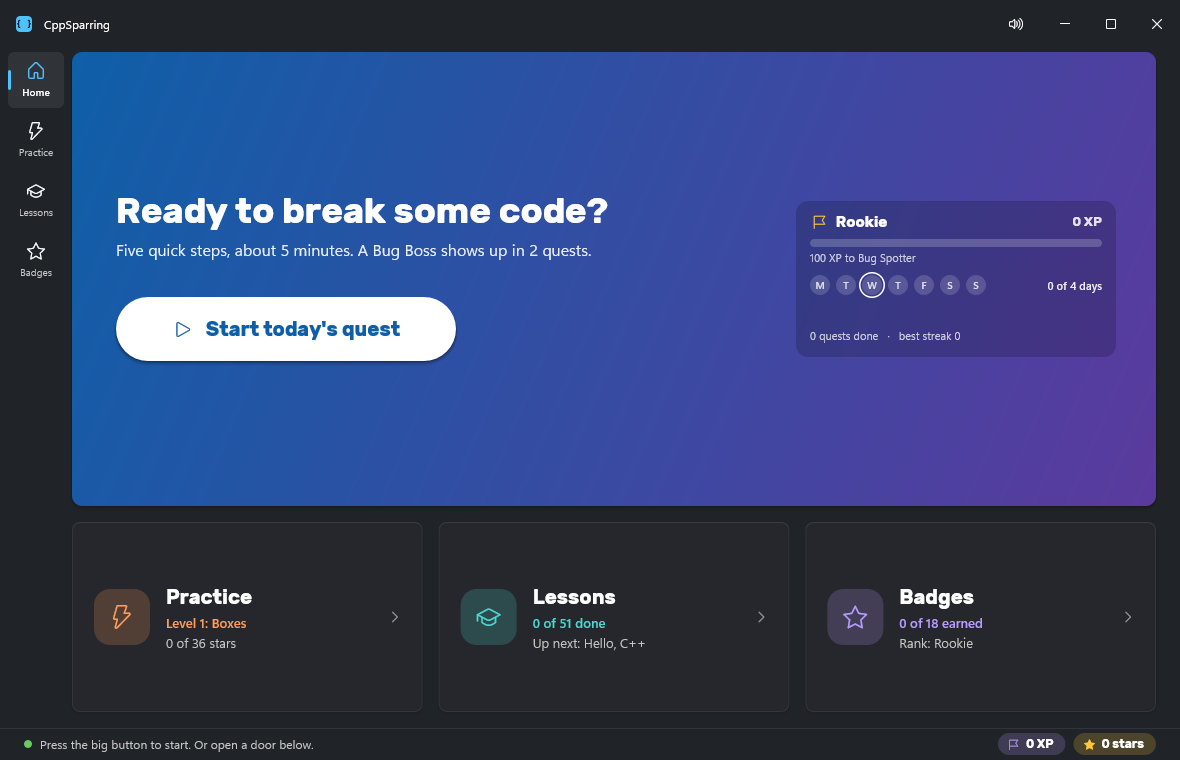 CppSparring
Home
Practice
Lessons
Badges
Ready to break some code?
Five quick steps, about 5 minutes. A Bug Boss shows up in 2 quests.
Start today's quest
Rookie 0 XP
100 XP to Bug Spotter
M T W T F S S 0 of 4 days
0 quests done · best streak 0
Practice
Level 1: Boxes
0 of 36 stars
Lessons
0 of 51 done
Up next: Hello, C++
Badges
0 of 18 earned
Rank: Rookie
Press the big button to start. Or open a door below.
0 XP
0 stars